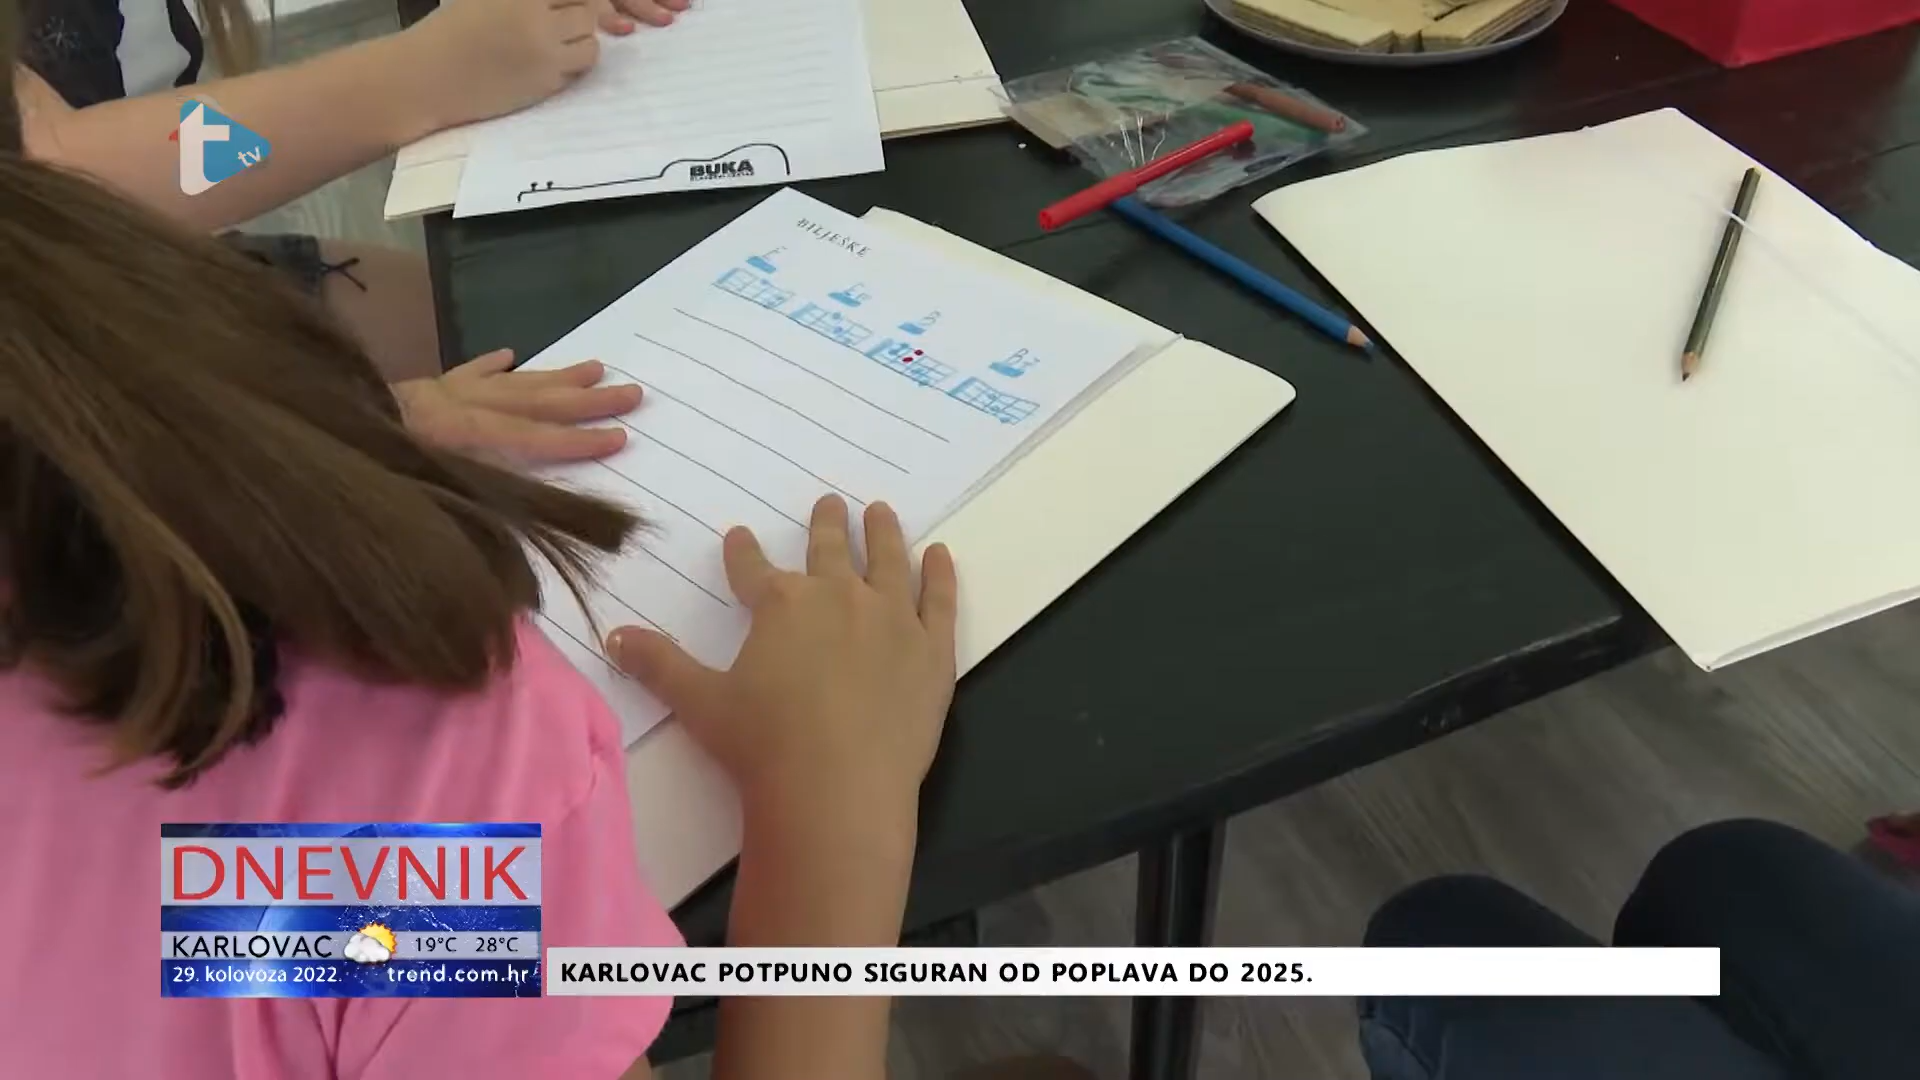 t tv
BUKA
BILJEŠKE
E
B
DNEVNIK
KARLOVAC 19°C 28°C
29. kolovoza 2022. trend.com.hr
KARLOVAC POTPUNO SIGURAN OD POPLAVA DO 2025.